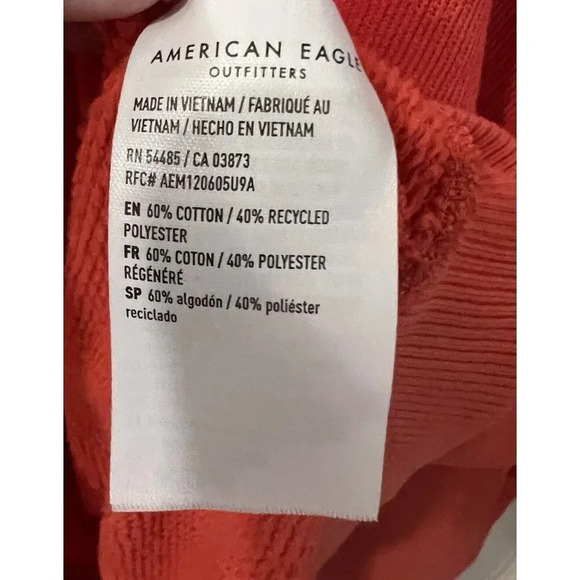 AMERICAN EAGLE
OUTFITTERS
MADE IN VIETNAM / FABRIQUÉ AU
VIETNAM / HECHO EN VIETNAM
RN 54485 / CA 03873
RFC# AEM120605U9A
EN 60% COTTON / 40% RECYCLED
POLYESTER
FR 60% COTON / 40% POLYESTER
RÉGÉNÉRÉ
SP 60% algodón / 40% poliéster
reciclado